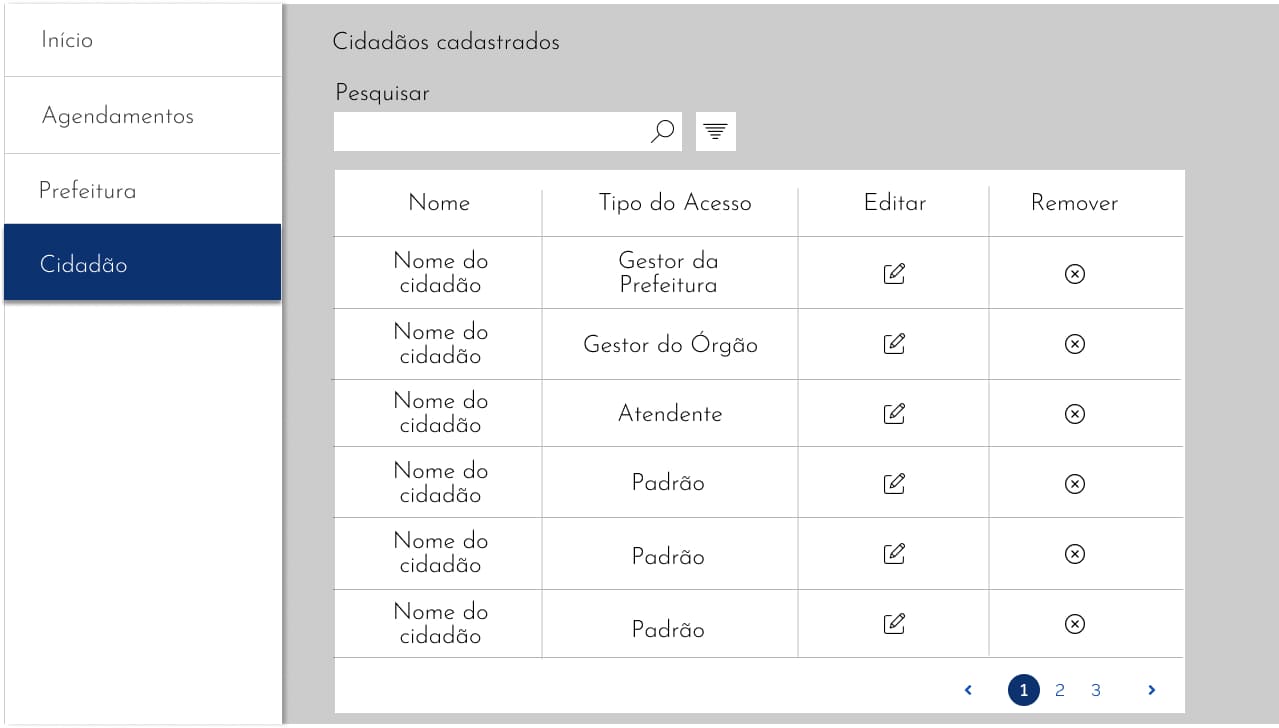 Início
Agendamentos
Prefeitura
Cidadão
Cidadãos cadastrados
Pesquisar
Nome
Tipo do Acesso
Editar
Remover
Nome do
cidadão
Gestor da
Prefeitura
Nome do
cidadão
Gestor do Órgão
Nome do
cidadão
Atendente
Nome do
cidadão
Padrão
Nome do
cidadão
Padrão
Nome do
cidadão
Padrão
1 2 3